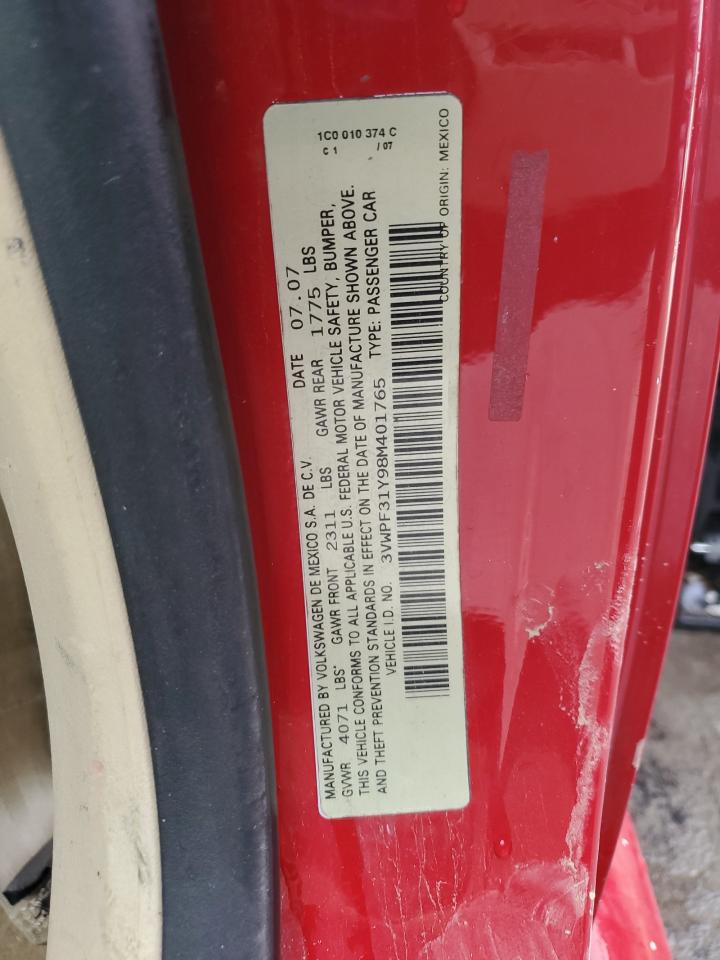 1C0 010 374 C
C 1 / 07
MANUFACTURED BY VOLKSWAGEN DE MEXICO S.A. DE C.V. DATE 07.07
GVWR 4071 LBS GAWR FRONT 2311 LBS GAWR REAR 1775 LBS
THIS VEHICLE CONFORMS TO ALL APPLICABLE U.S. FEDERAL MOTOR VEHICLE SAFETY, BUMPER,
AND THEFT PREVENTION STANDARDS IN EFFECT ON THE DATE OF MANUFACTURE SHOWN ABOVE.
VEHICLE I.D. NO. 3VWPF31Y98M401765 TYPE: PASSENGER CAR
COUNTRY OF ORIGIN: MEXICO